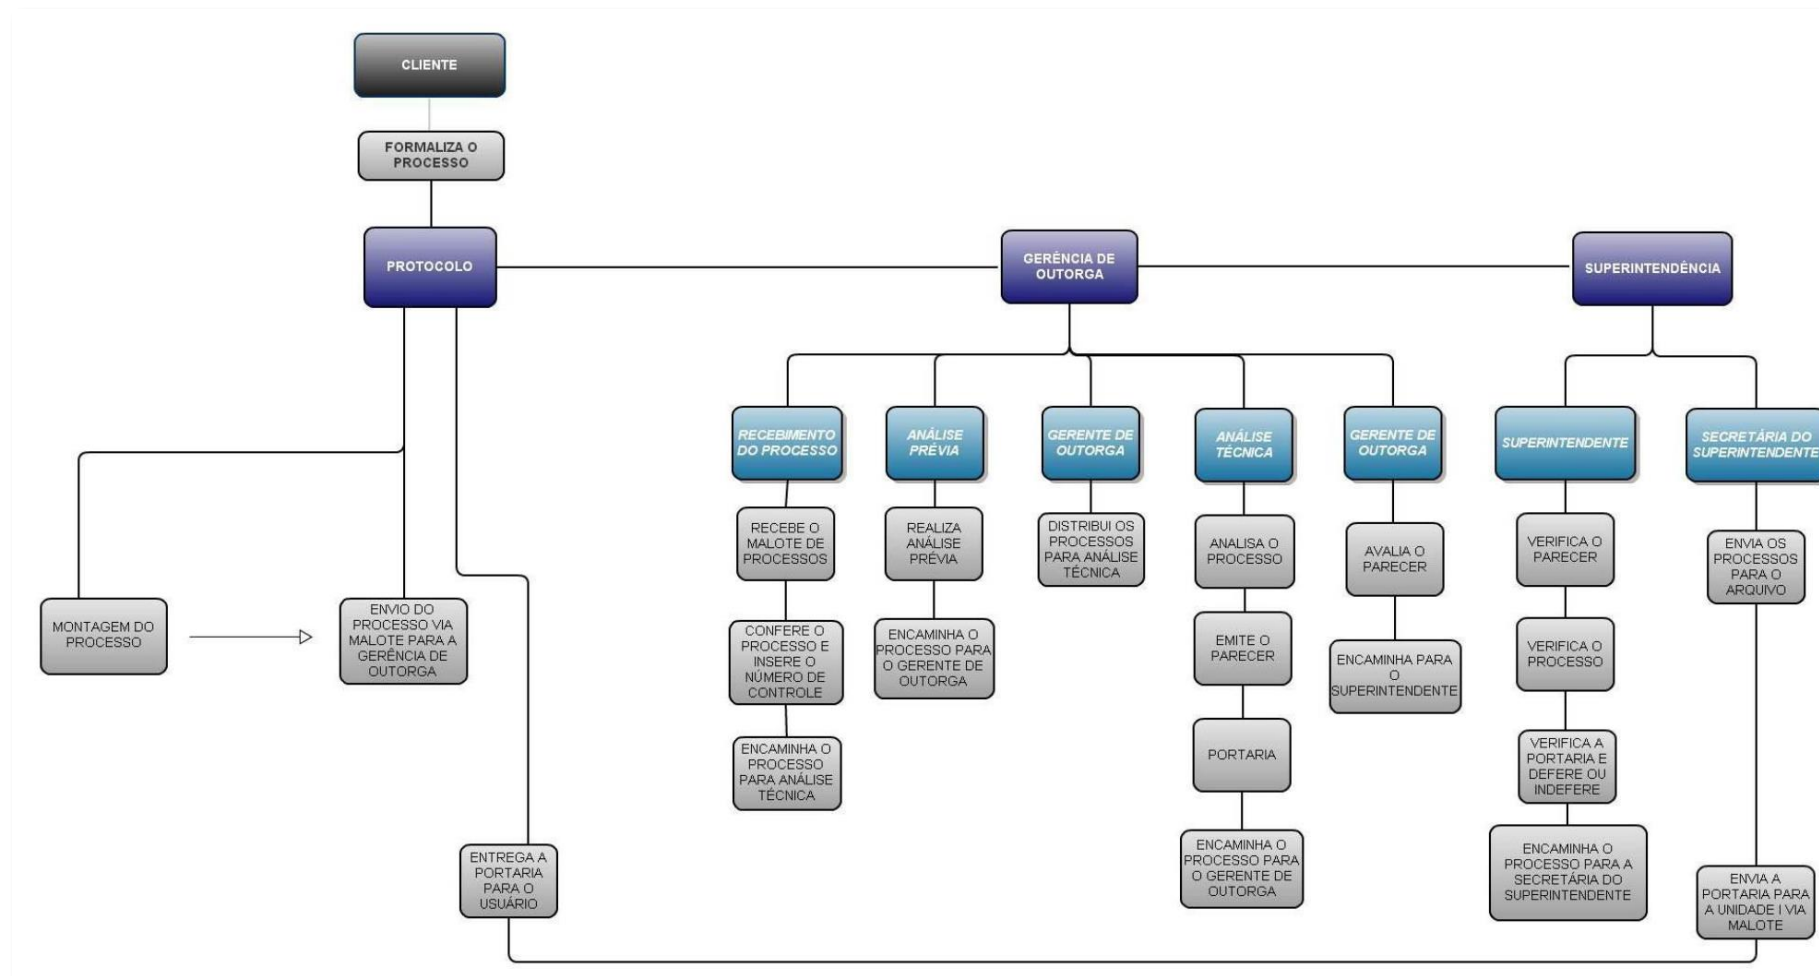 CLIENTE
FORMALIZA O
PROCESSO
PROTOCOLO
GERÊNCIA DE
OUTORGA
SUPERINTENDÊNCIA
RECEBIMENTO
DO PROCESSO
ANÁLISE
PRÉVIA
GERENTE DE
OUTORGA
ANÁLISE
TÉCNICA
GERENTE DE
OUTORGA
SUPERINTENDENTE
SECRETÁRIA DO
SUPERINTENDENTE
RECEBE O
MALOTE DE
PROCESSOS
REALIZA
ANÁLISE
PRÉVIA
DISTRIBUI OS
PROCESSOS
PARA ANÁLISE
TÉCNICA
ANALISA O
PROCESSO
AVALIA O
PARECER
VERIFICA O
PARECER
ENVIA OS
PROCESSOS
PARA O
ARQUIVO
MONTAGEM DO
PROCESSO
ENVIO DO
PROCESSO VIA
MALOTE PARA A
GERÊNCIA DE
OUTORGA
CONFERE O
PROCESSO E
INSERE O
NÚMERO DE
CONTROLE
ENCAMINHA O
PROCESSO PARA
O GERENTE DE
OUTORGA
EMITE O
PARECER
ENCAMINHA PARA
O
SUPERINTENDENTE
VERIFICA O
PROCESSO
ENCAMINHA O
PROCESSO
PARA ANÁLISE
TÉCNICA
PORTARIA
VERIFICA A
PORTARIA E
DEFERE OU
INDEFERE
ENTREGA A
PORTARIA
PARA O
USUÁRIO
ENCAMINHA O
PROCESSO PARA
O GERENTE DE
OUTORGA
ENCAMINHA O
PROCESSO PARA A
SECRETÁRIA DO
SUPERINTENDENTE
ENVIA A
PORTARIA PARA
A UNIDADE I VIA
MALOTE